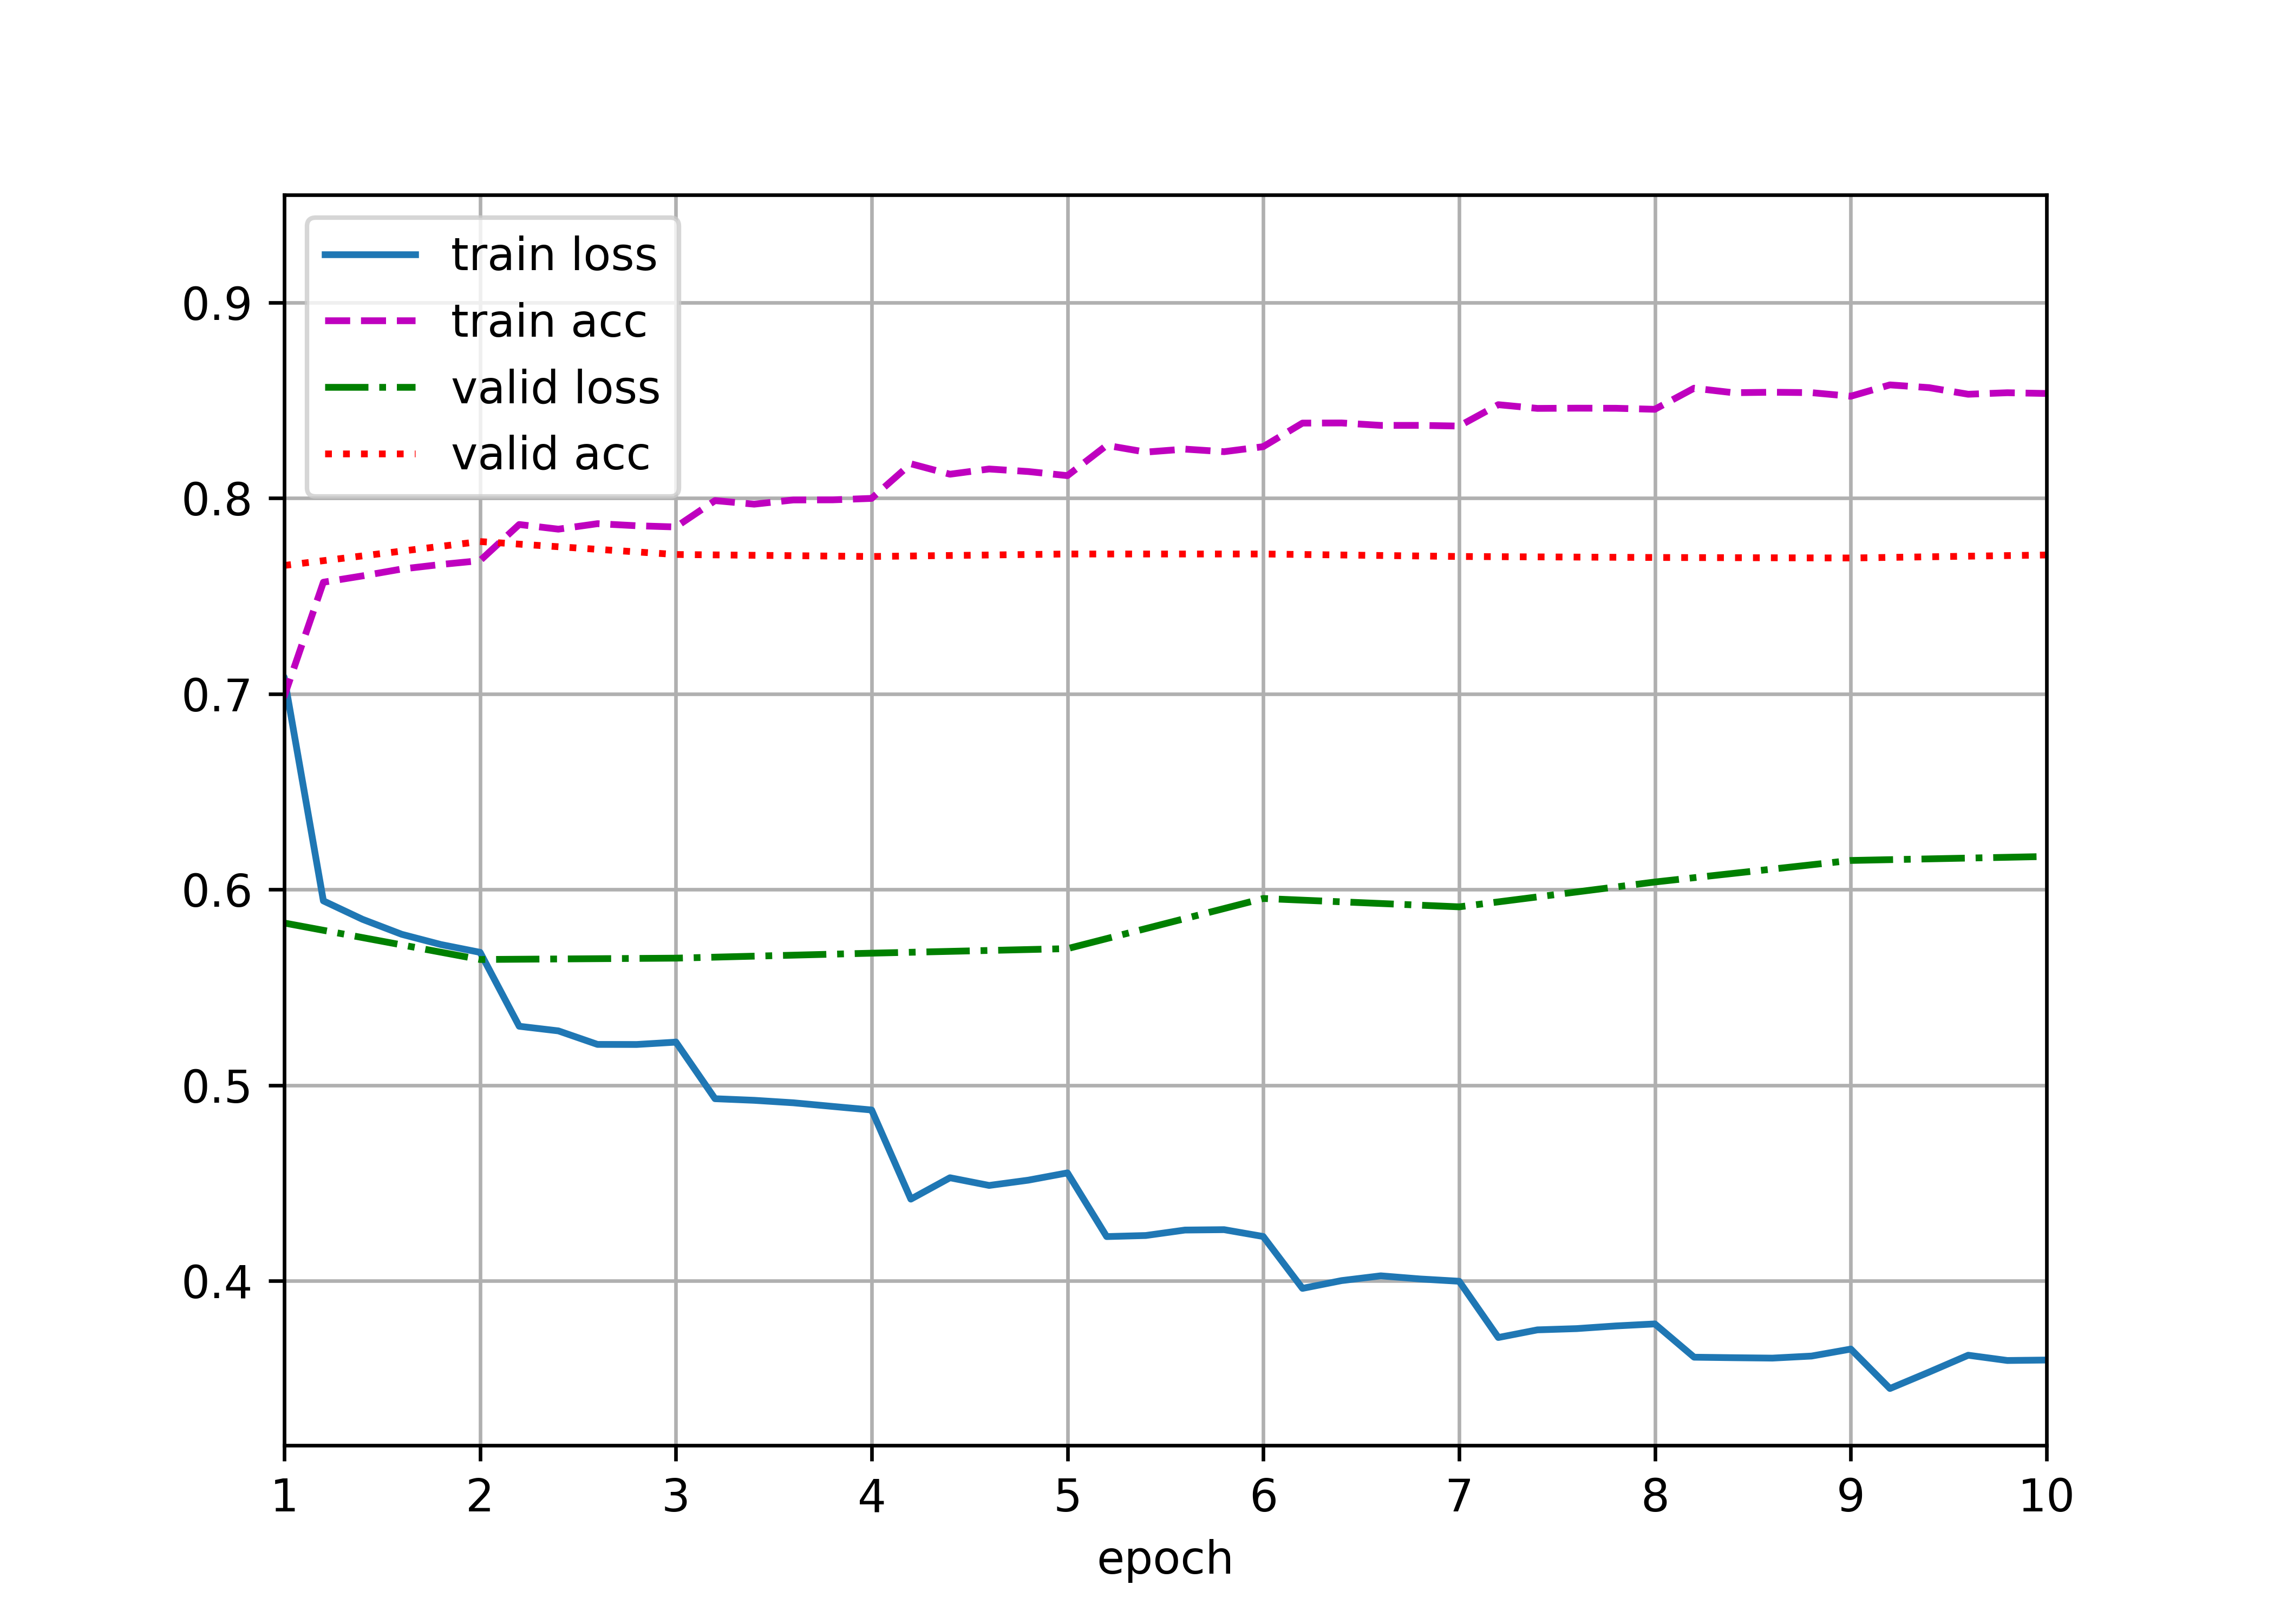 train loss
train acc
valid loss
valid acc
0.9
0.8
0.7
0.6
0.5
0.4
1 2 3 4 5 6 7 8 9 10
epoch